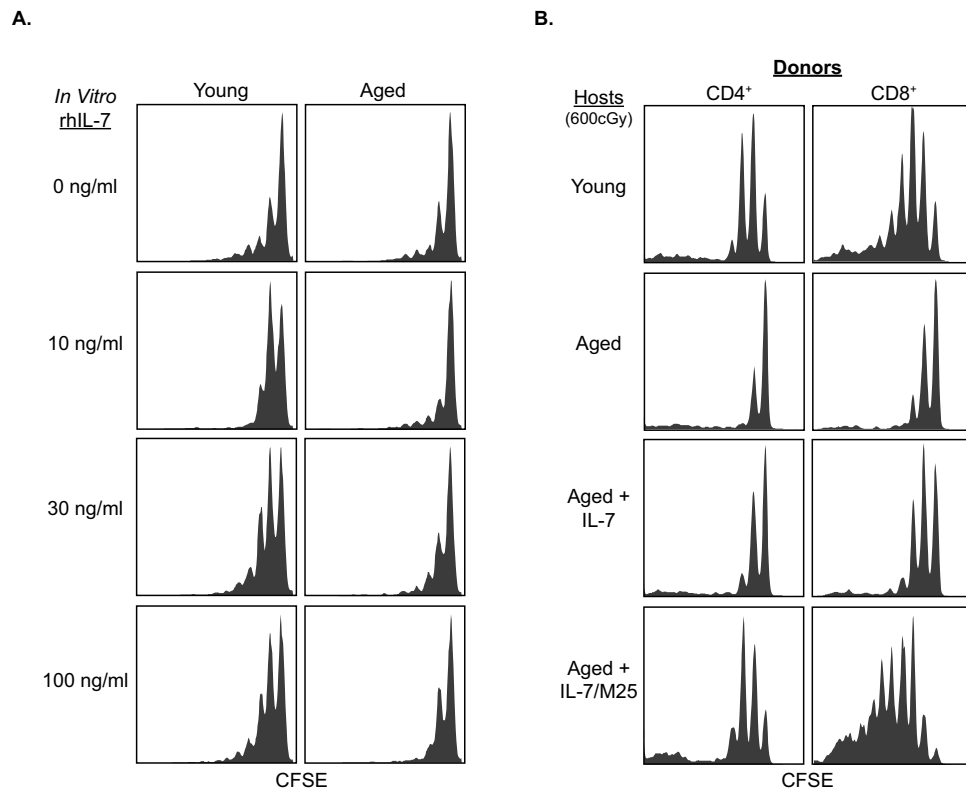 A.
In Vitro
rhIL-7
Young
Aged
0 ng/ml
10 ng/ml
30 ng/ml
100 ng/ml
CFSE
B.
Donors
Hosts
(600cGy)
CD4⁺
CD8⁺
Young
Aged
Aged +
IL-7
Aged +
IL-7/M25
CFSE